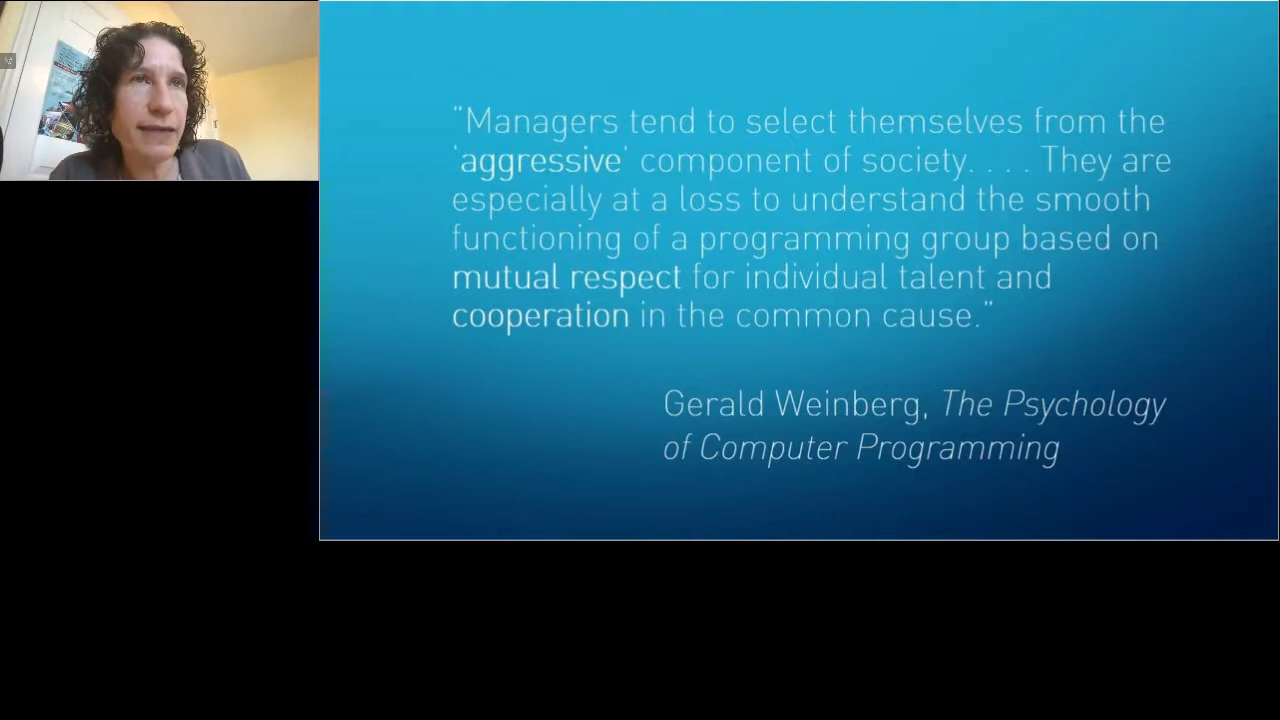 “Managers tend to select themselves from the
‘aggressive’ component of society. . . . They are
especially at a loss to understand the smooth
functioning of a programming group based on
mutual respect for individual talent and
cooperation in the common cause.”
Gerald Weinberg, The Psychology
of Computer Programming